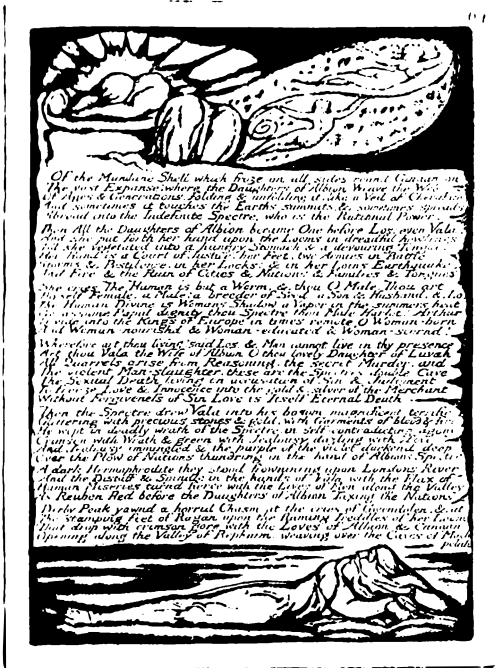 Of the Mundane Shell which froze on all sides round Canaan on
The vast Expanse: where the Daughters of Albion Weave the Web
Of Ages & Generations, folding & unfolding it, like a Veil of Cherubim
And sometimes it touches the Earths summits, & sometimes spreads
Abroad into the Indefinite Spectre, who is the Rational Power.
Then All the Daughters of Albion became One before Los: even Vala!
And she put forth her hand upon the Looms in dreadful howlings
Till she vegetated into a hungry Stomach & a devouring Tongue.
Her Hand is a Court of Justice, her Feet: two Armies in Battle
Storms & Pestilence: in her Locks: & in her Loins Earthquake.
And Fire. & the Ruin of Cities & Nations & Families & Tongues
She cries: The Human is but a Worm, & thou O Male: Thou art
Thyself Female, a Male: a breeder of Seed: a Son & Husband: & Lo.
The Human Divine is Womans Shadow, a Vapor in the summers heat
Go assume Papal dignity thou Spectre, thou Male Harlot! Arthur
Divide into the Kings of Europe in times remote O Woman-born
And Woman-nourishd & Woman-educated & Woman-scorn'd!
Wherefore art thou living? said Los, & Man cannot live in thy presence
Art thou Vala the Wife of Albion O thou lovely Daughter of Luvah
All Quarrels arise from Reasoning. the secret Murder, and
The violent Man-slaughter. these are the Spectres double Cave
The Sexual Death living on accusation of Sin & Judgment
To freeze Love & Innocence into the gold & silver of the Merchant
Without Forgiveness of Sin Love is Itself Eternal Death
Then the Spectre drew Vala into his bosom magnificent terrific
Glittering with precious stones & gold, with Garments of blood & fire
He wept in deadly wrath of the Spectre, in self-contradicting agony
Crimson with Wrath & green with Jealousy dazling with Love
And Jealousy immingled & the purple of the violet darkend deep
Over the Plow of Nations thundring in the hand of Albions Spectre
A dark Hermaphrodite they stood frowning upon Londons River
And the Distaff & Spindle in the hands of Vala with the Flax of
Human Miseries turnd fierce with the Lives of Men along the Valley
As Reuben fled before the Daughters of Albion Taxing the Nations
Derby Peak yawnd a horrid Chasm at the cries of Gwendolen, & at
The stamping feet of Ragan upon the flaming Treddles of her Loom
That drop with crimson gore with the Loves of Albion & Canaan
Opening along the Valley of Rephaim, weaving over the Caves of Mach
pelah